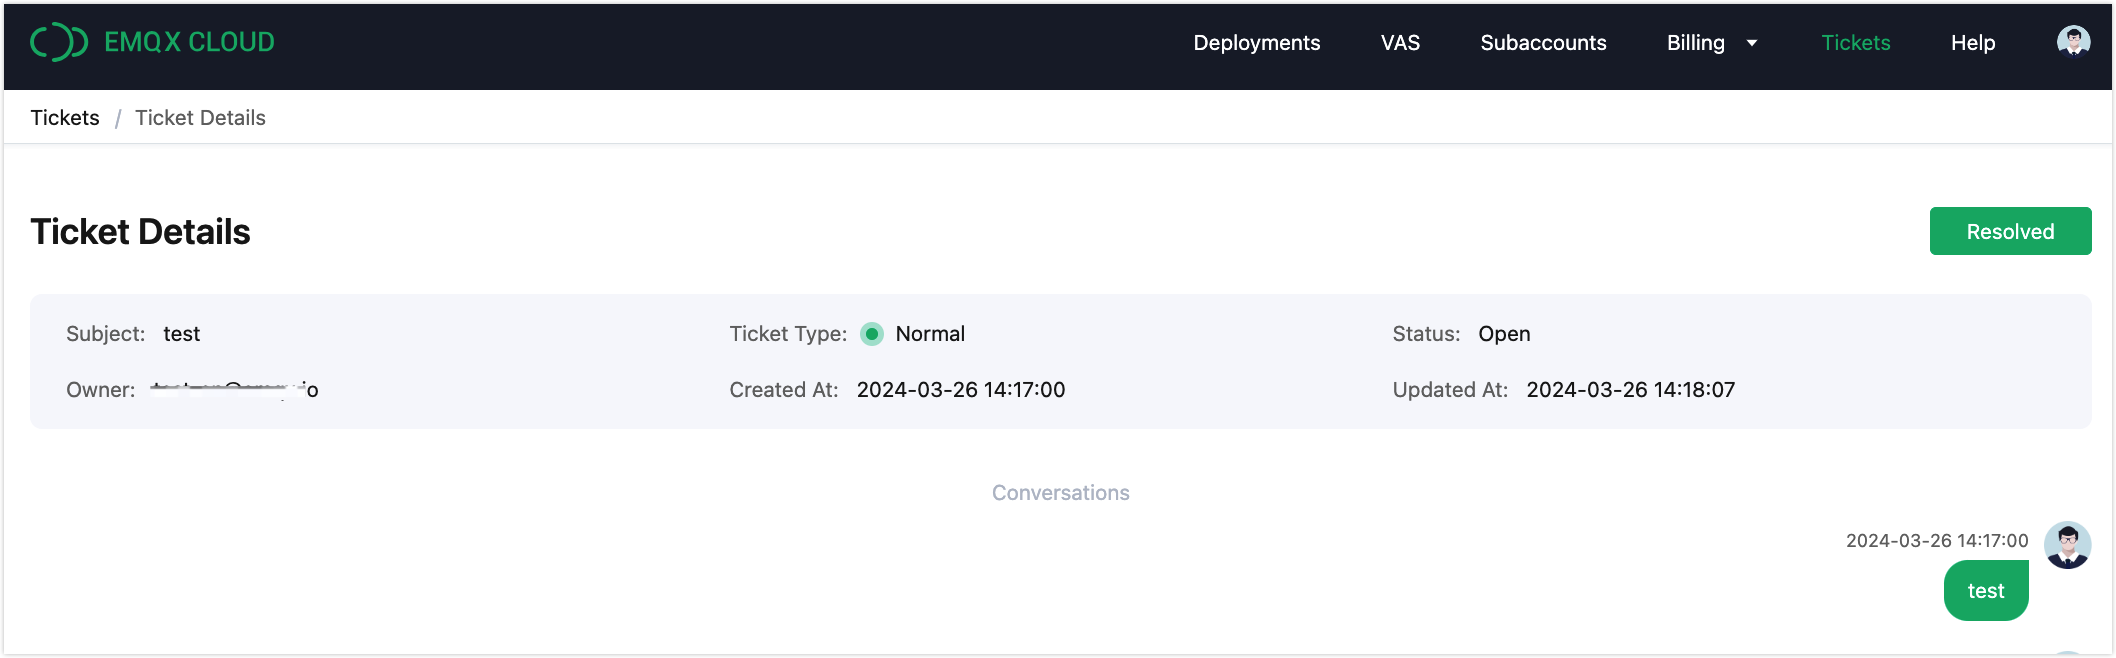 EMQX CLOUD Deployments VAS Subaccounts Billing Tickets Help
Tickets / Ticket Details
Ticket Details Resolved
Subject: test Ticket Type: Normal Status: Open
Owner: Created At: 2024-03-26 14:17:00 Updated At: 2024-03-26 14:18:07
Conversations
2024-03-26 14:17:00
test